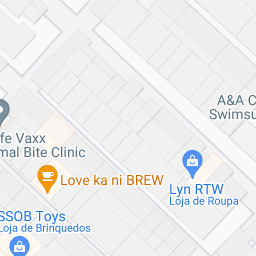 A&A C
Swimsu
fe Vaxx
mal Bite Clinic
Love ka ni BREW
Lyn RTW
Loja de Roupa
SSOB Toys
Loja de Brinquedos